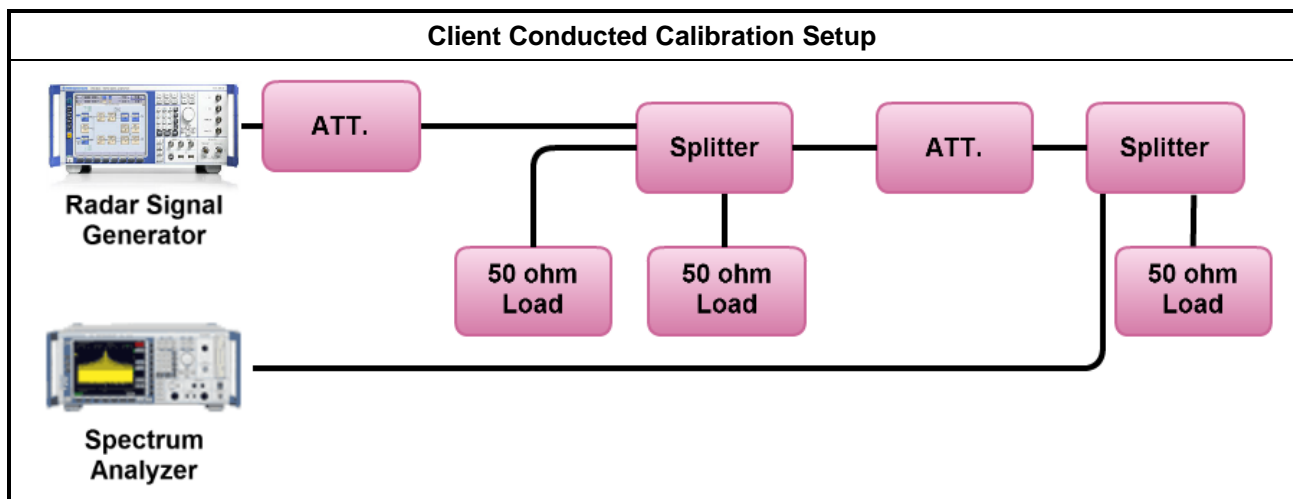 Client Conducted Calibration Setup
ATT.
Splitter
ATT.
Splitter
Radar Signal
Generator
50 ohm
Load
50 ohm
Load
50 ohm
Load
Spectrum
Analyzer